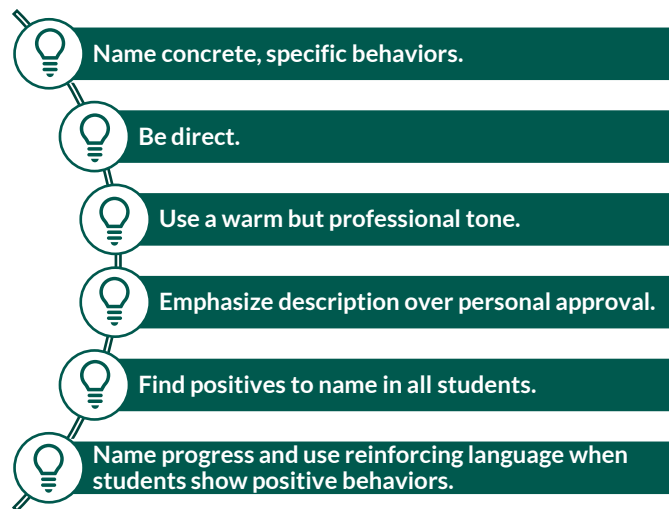 Name concrete, specific behaviors.
Be direct.
Use a warm but professional tone.
Emphasize description over personal approval.
Find positives to name in all students.
Name progress and use reinforcing language when
students show positive behaviors.